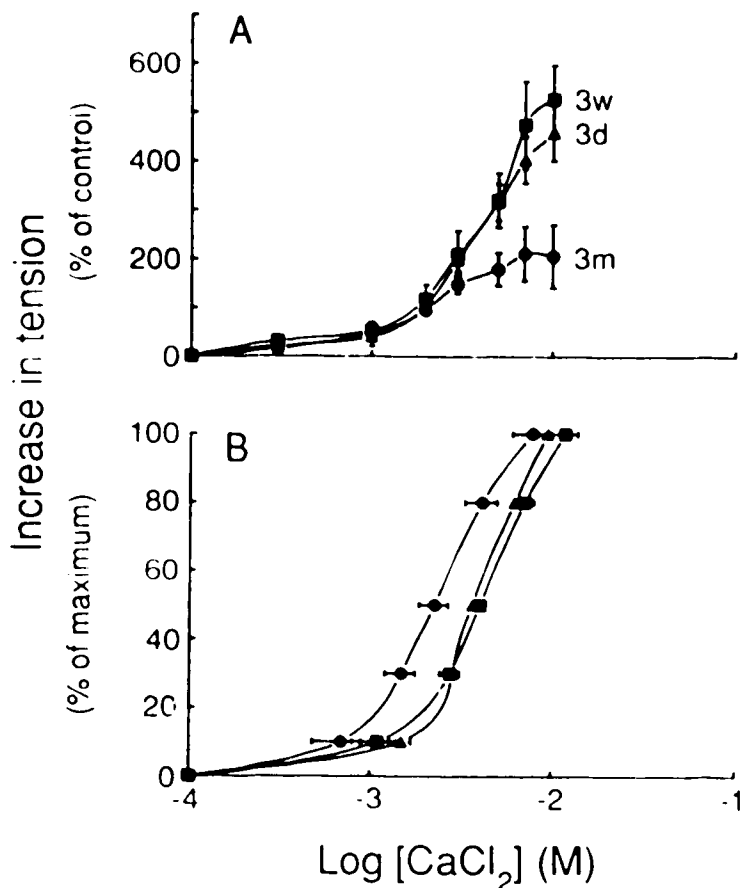 A
600
400
200
0
3w
3d
3m
Increase in tension
(% of control)
B
100
80
60
40
20
0
(% of maximum)
-4
-3
-2
-1
Log [CaCl₂] (M)